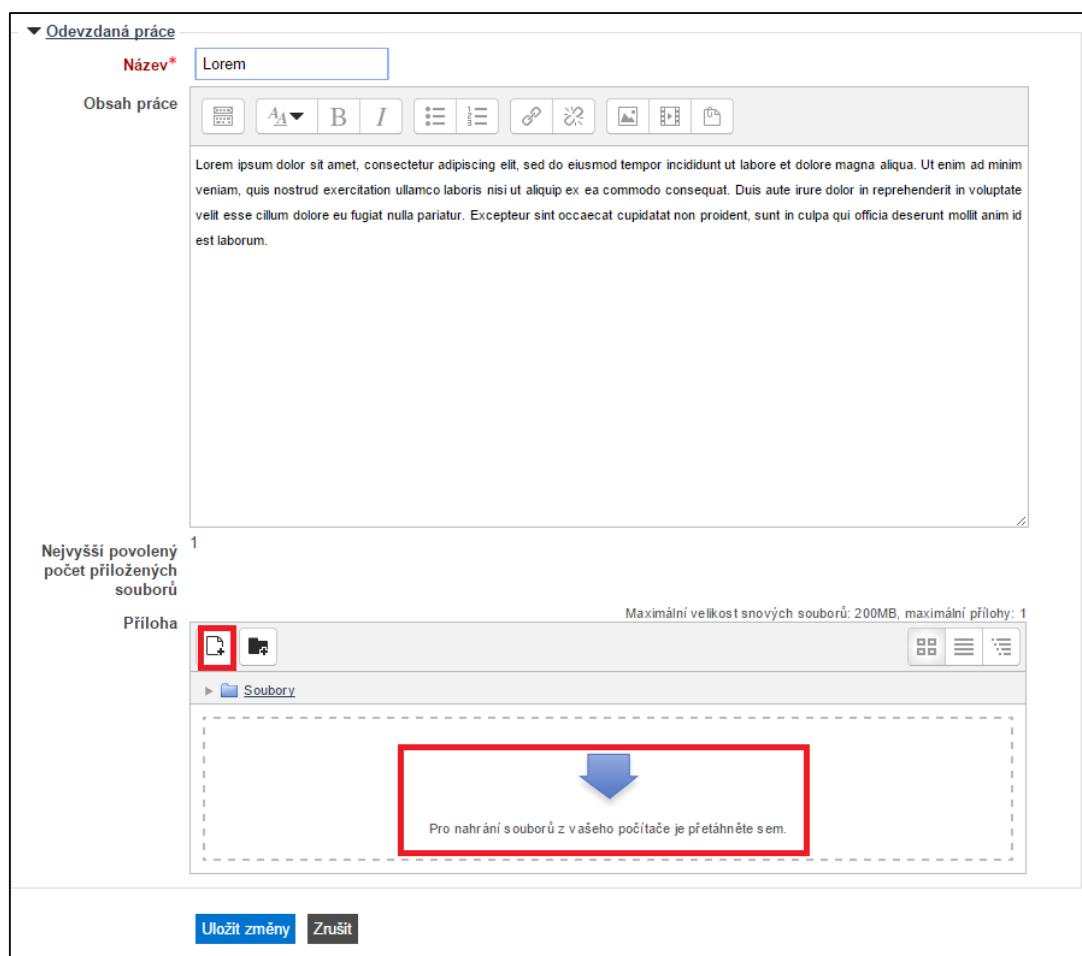 Odevzdaná práce
Název*
Lorem
Obsah práce
Lorem ipsum dolor sit amet, consectetur adipiscing elit, sed do eiusmod tempor incididunt ut labore et dolore magna aliqua. Ut enim ad minim
veniam, quis nostrud exercitation ullamco laboris nisi ut aliquip ex ea commodo consequat. Duis aute irure dolor in reprehenderit in voluptate
velit esse cillum dolore eu fugiat nulla pariatur. Excepteur sint occaecat cupidatat non proident, sunt in culpa qui officia deserunt mollit anim id
est laborum.
Nejvyšší povolený
počet přiložených
souborů
1
Maximální velikost snových souborů: 200MB, maximální přílohy: 1
Příloha
Soubory
Pro nahrání souborů z vašeho počítače je přetáhněte sem.
Uložit změny
Zrušit